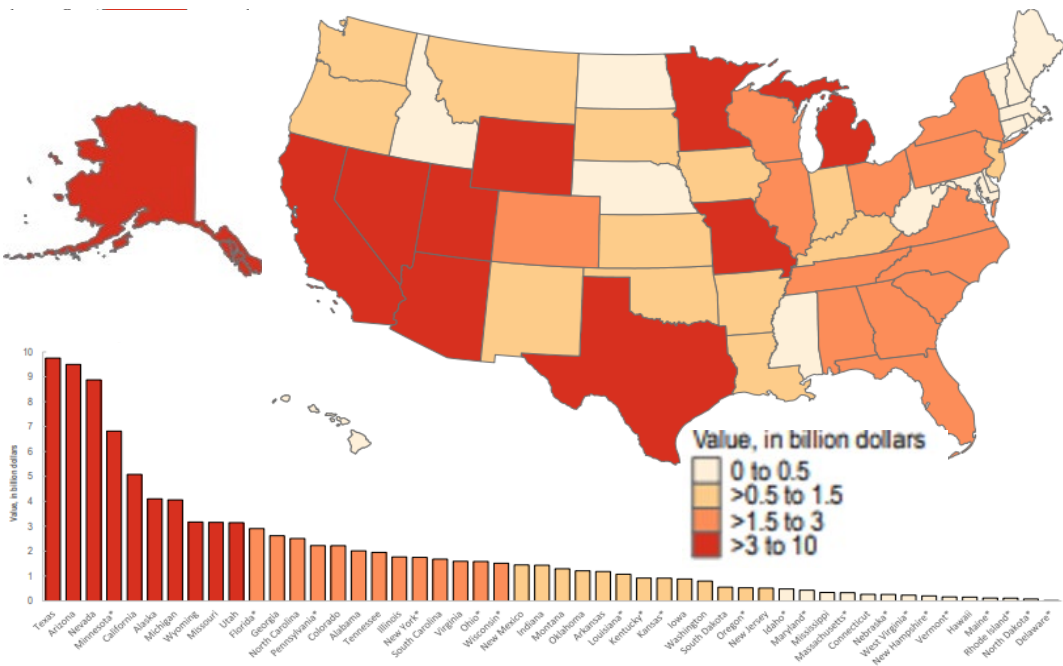 10
9
8
7
6
5
4
3
2
1
0
Value, in billion dollars
Value, in billion dollars
0 to 0.5
>0.5 to 1.5
>1.5 to 3
>3 to 10
Texas
Arizona
Nevada
Minnesota*
California
Alaska
Michigan
Wyoming
Missouri
Utah
Florida*
Georgia
North Carolina
Pennsylvania*
Colorado
Alabama
Tennessee
Illinois
New York*
South Carolina
Virginia
Ohio*
Wisconsin*
New Mexico
Indiana
Montana
Oklahoma
Arkansas
Louisiana*
Kentucky*
Kansas*
Iowa
Washington
South Dakota
Oregon*
New Jersey
Idaho
Maryland*
Mississippi
Massachusetts*
Connecticut
Nebraska*
West Virginia
New Hampshire*
Vermont*
Hawaii
Maine*
Rhode Island*
North Dakota*
Delaware*